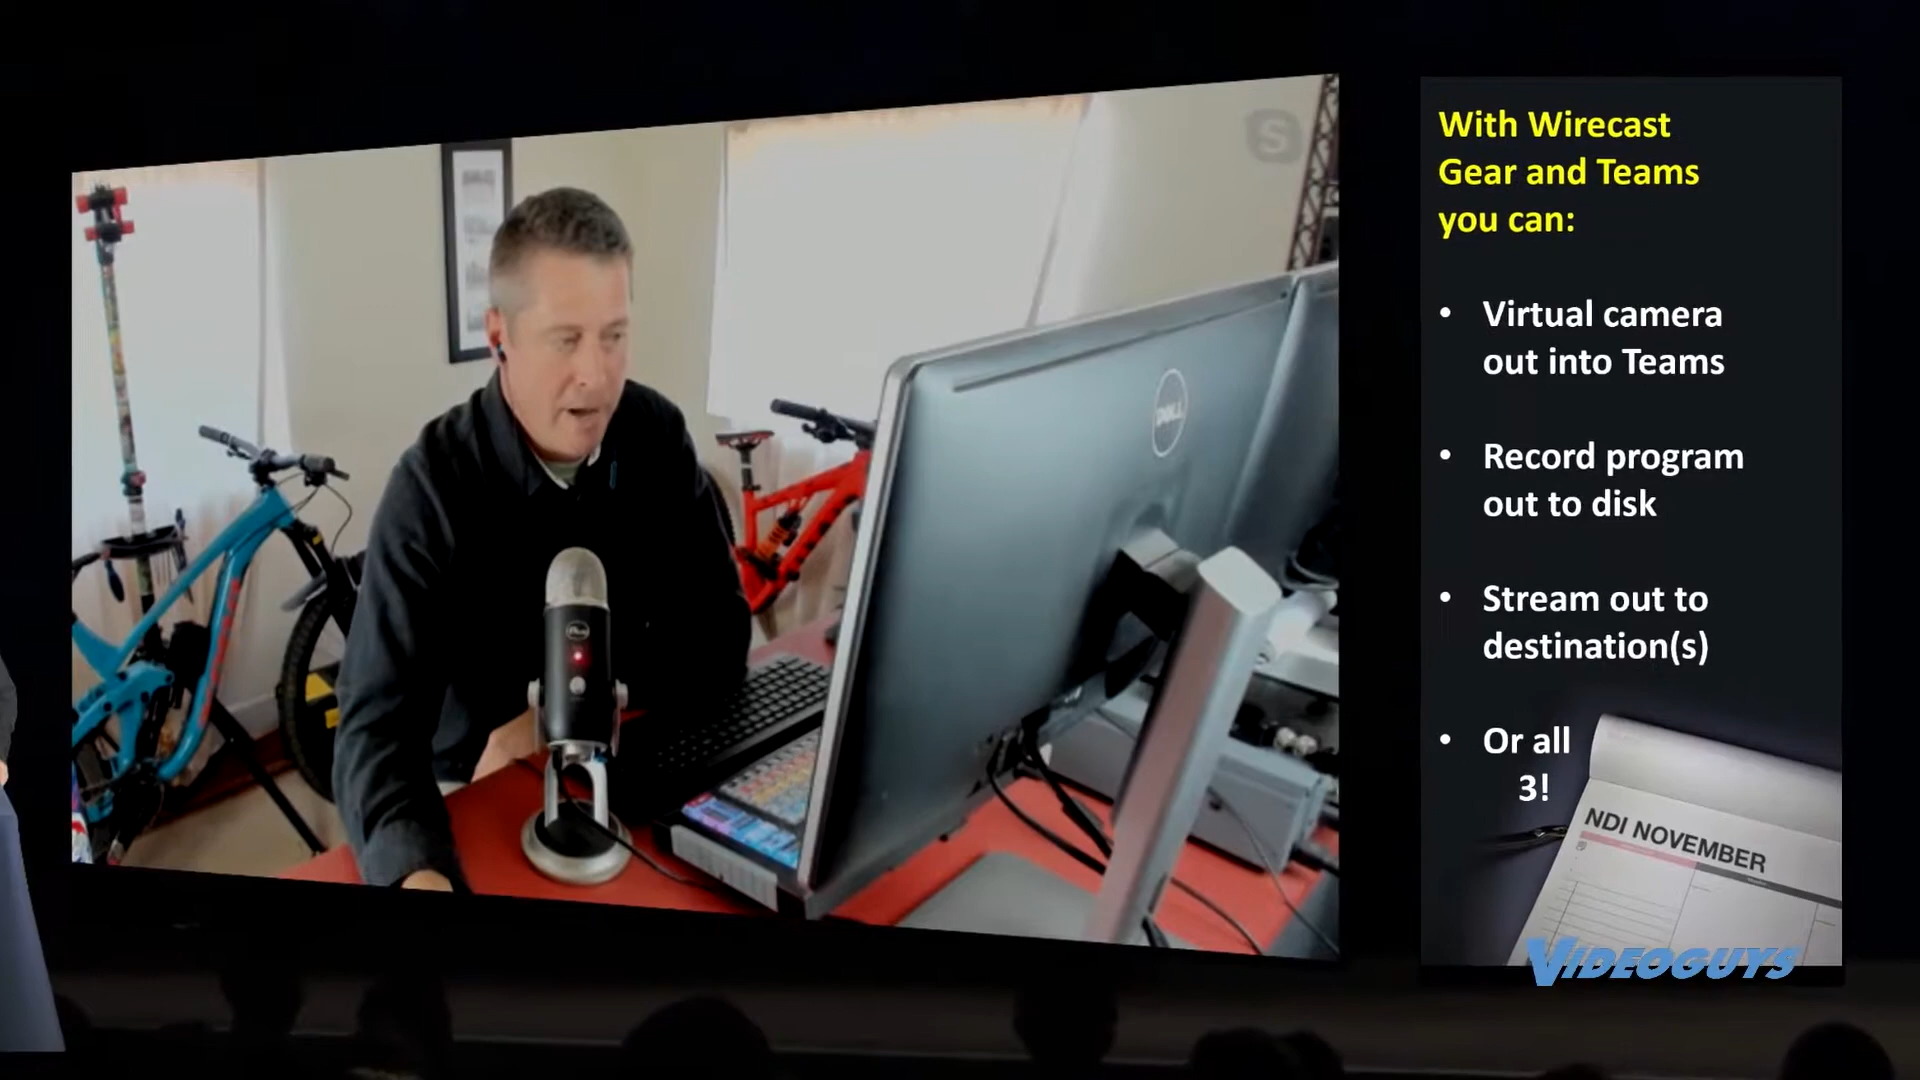 With Wirecast
Gear and Teams
you can:
• Virtual camera
out into Teams
• Record program
out to disk
• Stream out to
destination(s)
• Or all
3!
NDI NOVEMBER
VIDEOGUYS
S
DELL